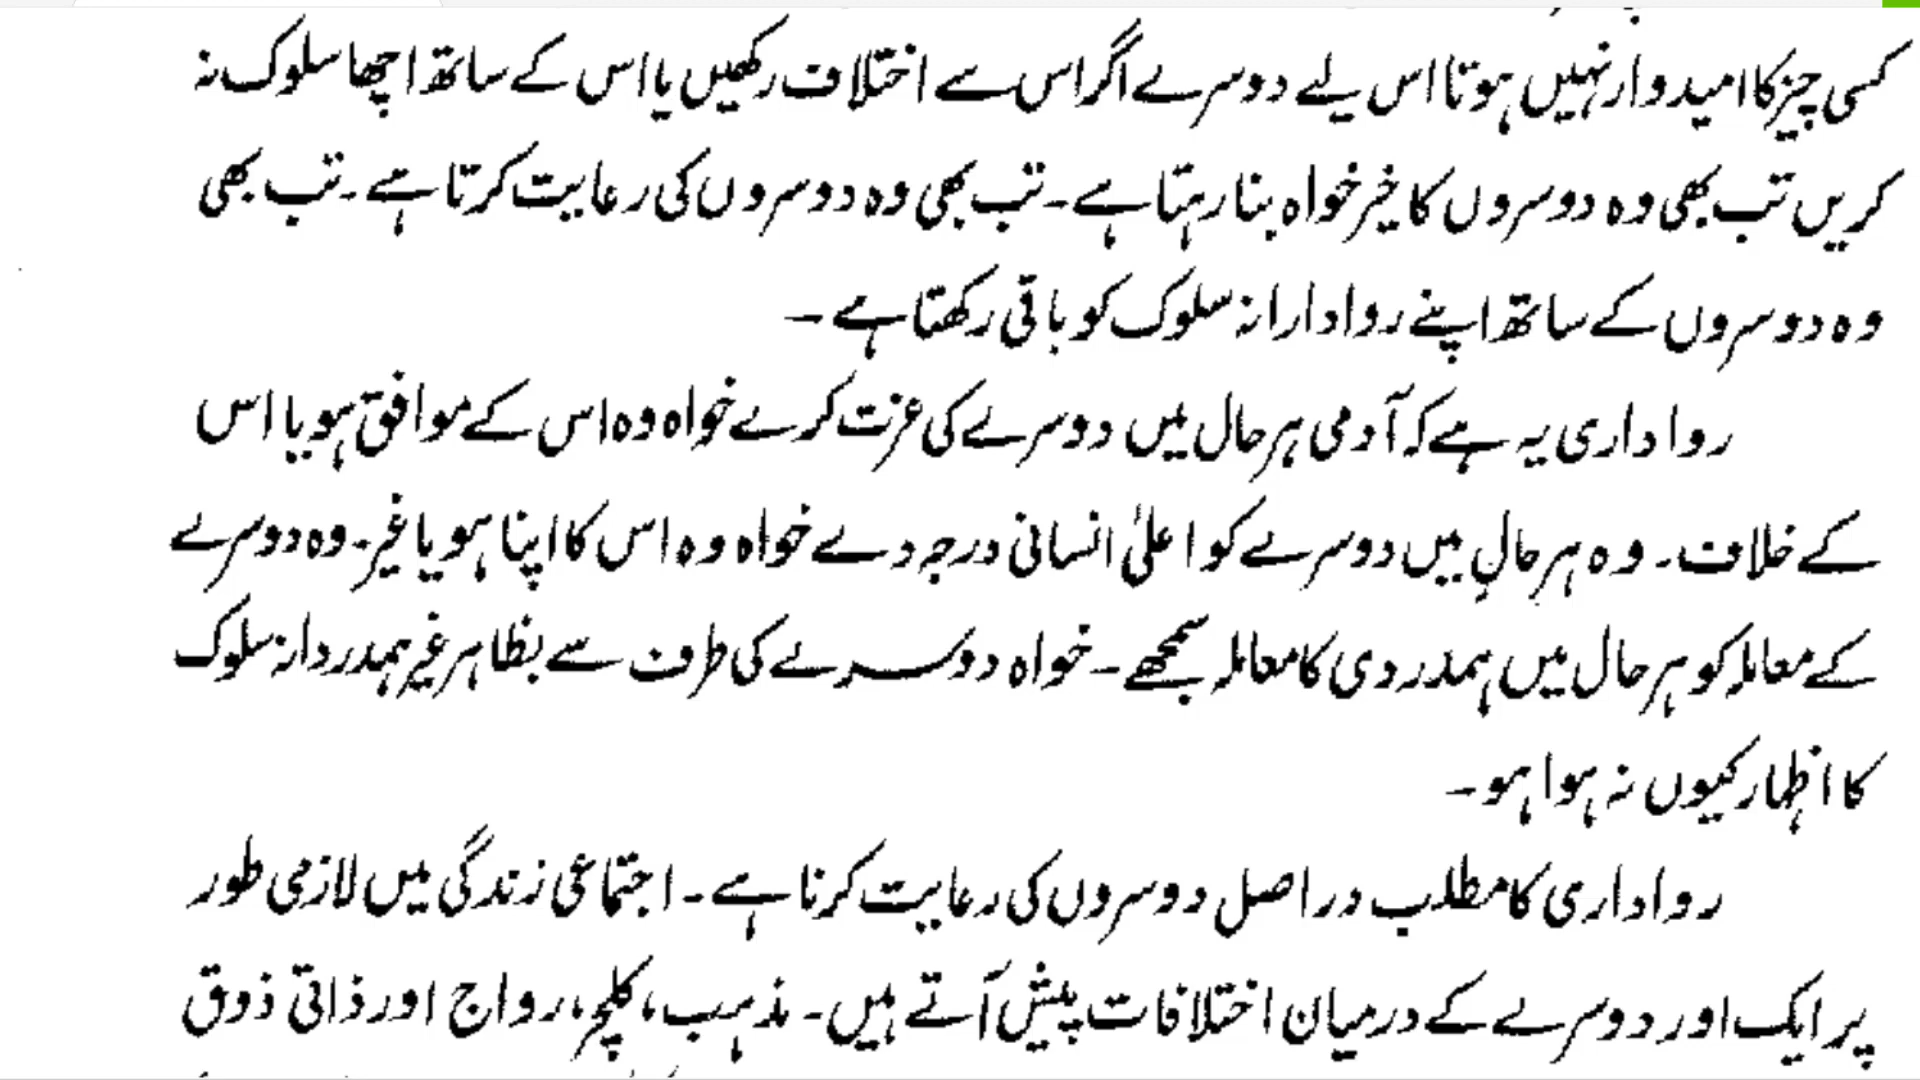 کسی چیز کا امیدوار نہیں ہوتا اس لیے دوسرے اگر اس سے اختلاف رکھیں یا اس کے ساتھ اچھا سلوک نہ
کریں تب بھی وہ دوسروں کا خیر خواہ بنا رہتا ہے۔ تب بھی وہ دوسروں کی رعایت کرتا ہے۔ تب بھی
وہ دوسروں کے ساتھ اپنے روادارانہ سلوک کو باقی رکھتا ہے۔
رواداری یہ ہے کہ آدمی ہر حال میں دوسرے کی عزت کرے خواہ وہ اس کے موافق ہو یا اس
کے خلاف۔ وہ ہر حال میں دوسرے کو اعلیٰ انسانی درجہ دے خواہ وہ اس کا اپنا ہو یا غیر۔ وہ دوسرے
کے معاملہ کو ہر حال میں ہمدردی کا معاملہ سمجھے۔ خواہ دوسرے کی طرف سے بظاہر غیر ہمدردانہ سلوک
کا اظہار کیوں نہ ہوا ہو۔
رواداری کا مطلب دراصل دوسروں کی رعایت کرنا ہے۔ اجتماعی زندگی میں لازمی طور
پر ایک اور دوسرے کے درمیان اختلافات پیش آتے ہیں۔ مذہب، کلچر، رواج اور ذاتی ذوق